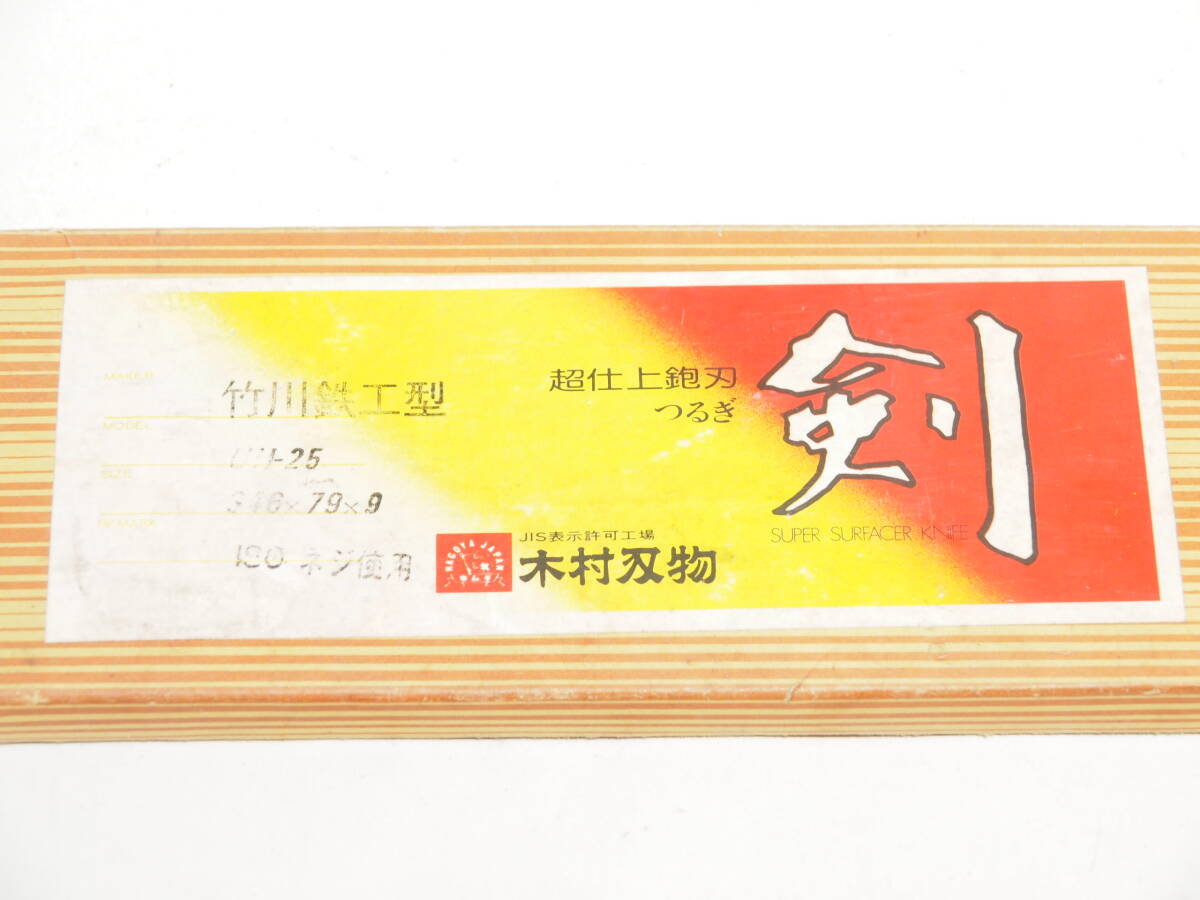 MAKER
竹川鉄工型
MODEL
-25
SIZE
346×79×9
REMARK
ISO ネジ使用
超仕上鉋刃
つるぎ
剣
SUPER SURFACER KNIFE
NAGOYA JAPAN
JIS表示許可工場
木村刃物